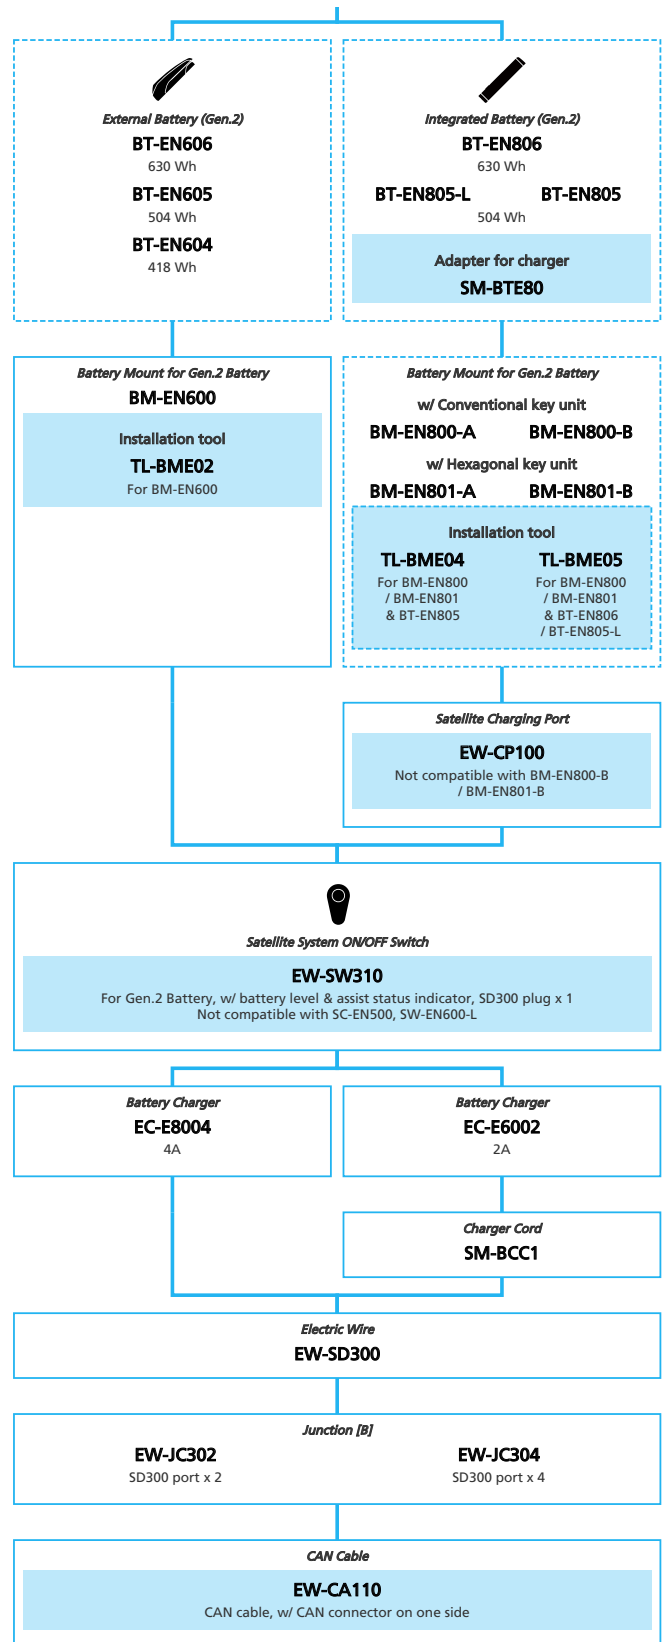 External Battery (Gen.2)
BT-EN606
630 Wh
BT-EN605
504 Wh
BT-EN604
418 Wh
Integrated Battery (Gen.2)
BT-EN806
630 Wh
BT-EN805-L BT-EN805
504 Wh
Adapter for charger
SM-BTE80
Battery Mount for Gen.2 Battery
BM-EN600
Installation tool
TL-BME02
For BM-EN600
Battery Mount for Gen.2 Battery
w/ Conventional key unit
BM-EN800-A BM-EN800-B
w/ Hexagonal key unit
BM-EN801-A BM-EN801-B
Installation tool
TL-BME04
For BM-EN800
/ BM-EN801
& BT-EN805
TL-BME05
For BM-EN800
/ BM-EN801
& BT-EN806
/ BT-EN805-L
Satellite Charging Port
EW-CP100
Not compatible with BM-EN800-B
/ BM-EN801-B
Satellite System ON/OFF Switch
EW-SW310
For Gen.2 Battery, w/ battery level & assist status indicator, SD300 plug x 1
Not compatible with SC-EN500, SW-EN600-L
Battery Charger
EC-E8004
4A
Battery Charger
EC-E6002
2A
Charger Cord
SM-BCC1
Electric Wire
EW-SD300
Junction [B]
EW-JC302
SD300 port x 2
EW-JC304
SD300 port x 4
CAN Cable
EW-CA110
CAN cable, w/ CAN connector on one side